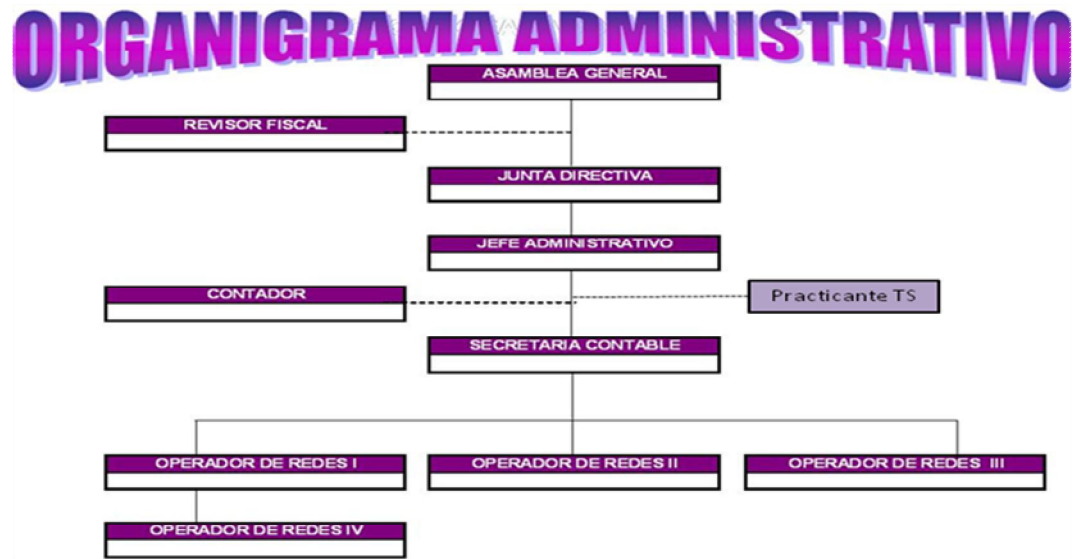 ORGANIGRAMA ADMINISTRATIVO
ASAMBLEA GENERAL
REVISOR FISCAL
JUNTA DIRECTIVA
JEFE ADMINISTRATIVO
CONTADOR
Practicante TS
SECRETARIA CONTABLE
OPERADOR DE REDES I
OPERADOR DE REDES II
OPERADOR DE REDES III
OPERADOR DE REDES IV